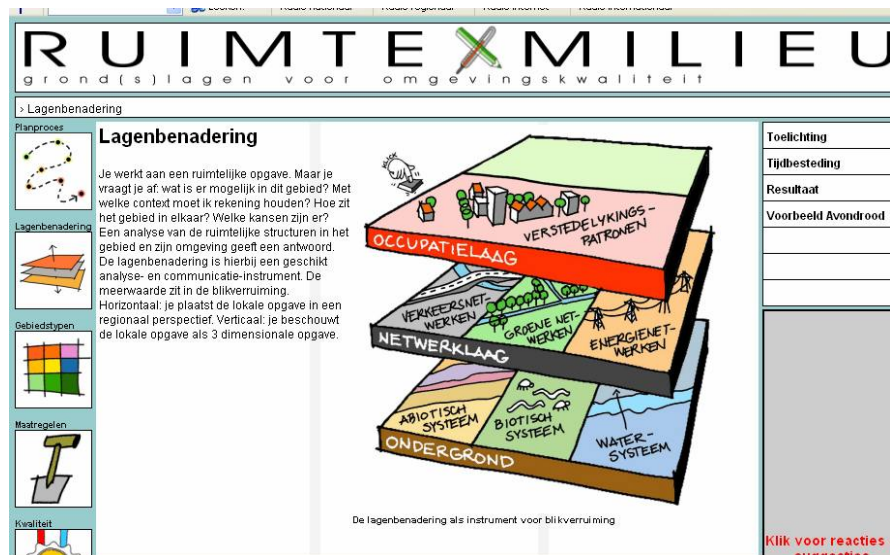 RUIMTEXMILIEU
grond(s)lagen voor omgevingskwaliteit
> Lagenbenadering
Planproces
Lagenbenadering
Gebiedstypen
Maatregelen
Kwaliteit
Lagenbenadering
Je werkt aan een ruimtelijke opgave. Maar je
vraagt je af: wat is er mogelijk in dit gebied? Met
welke context moet ik rekening houden? Hoe zit
het gebied in elkaar? Welke kansen zijn er?
Een analyse van de ruimtelijke structuren in het
gebied en zijn omgeving geeft een antwoord.
De lagenbenadering is hierbij een geschikt
analyse- en communicatie-instrument. De
meerwaarde zit in de blikverruiming.
Horizontaal: je plaatst de lokale opgave in een
regionaal perspectief. Verticaal: je beschouwt
de lokale opgave als 3 dimensionale opgave.
KLICK
VERSTEDELYKINGS-
PATRONEN
OCCUPATIELAAG
VERKEERSNET-
WERKEN
GROENE NET-
WERKEN
ENERGIENET-
WERKEN
NETWERKLAAG
ABIOTISCH
SYSTEEM
BIOTISCH
SYSTEEM
WATER-
SYSTEEM
ONDERGROND
De lagenbenadering als instrument voor blikverruiming
Toelichting
Tijdbesteding
Resultaat
Voorbeeld Avondrood
Klik voor reacties